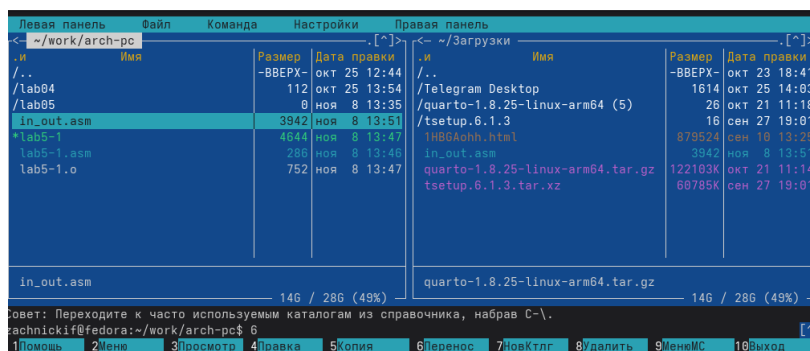 Левая панель Файл Команда Настройки Правая панель
<— ~/work/arch-pc .[^]> <— ~/Загрузки .[^]>
.и Имя Размер Дата правки .и Имя Размер Дата правки
/.. -ВВЕРХ- окт 25 12:44 /.. -ВВЕРХ- окт 23 18:41
/lab04 112 окт 25 13:54 /Telegram Desktop 1614 окт 25 14:03
/lab05 0 ноя 8 13:35 /quarto-1.8.25-linux-arm64 (5) 26 окт 21 11:18
in_out.asm 3942 ноя 8 13:51 /tsetup.6.1.3 16 сен 27 19:01
*lab5-1 4644 ноя 8 13:47 1HBGAohh.html 879524 сен 10 13:25
lab5-1.asm 286 ноя 8 13:46 in_out.asm 3942 ноя 8 13:51
lab5-1.o 752 ноя 8 13:47 quarto-1.8.25-linux-arm64.tar.gz 122103K окт 21 11:14
tsetup.6.1.3.tar.xz 60785K сен 27 19:01
in_out.asm quarto-1.8.25-linux-arm64.tar.gz
14G / 28G (49%) 14G / 28G (49%)
Совет: Переходите к часто используемым каталогам из справочника, набрав C-\.
zachnickif@fedora:~/work/arch-pc$ 6 [^
1Помощь 2Меню 3Просмотр 4Правка 5Копия 6Перенос 7НовКтлг 8Удалить 9МенюMC 10Выход